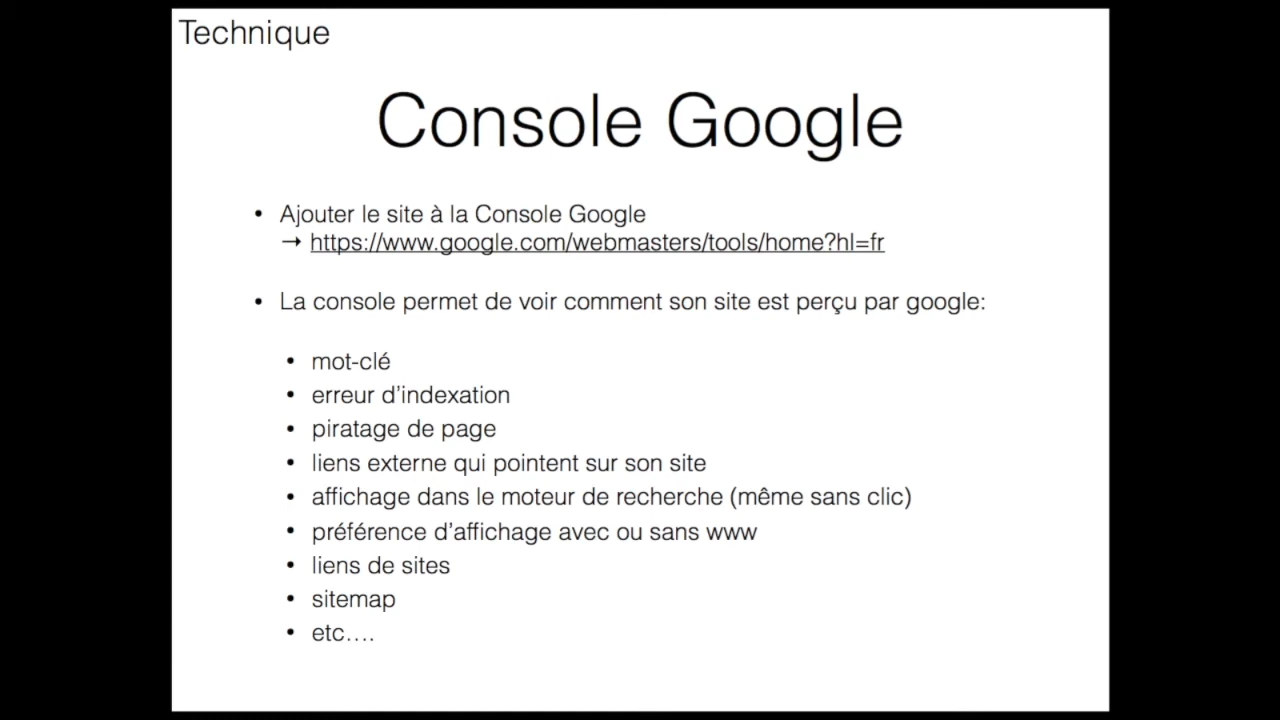 Technique
Console Google
• Ajouter le site à la Console Google
→ https://www.google.com/webmasters/tools/home?hl=fr
• La console permet de voir comment son site est perçu par google:
• mot-clé
• erreur d’indexation
• piratage de page
• liens externe qui pointent sur son site
• affichage dans le moteur de recherche (même sans clic)
• préférence d’affichage avec ou sans www
• liens de sites
• sitemap
• etc….